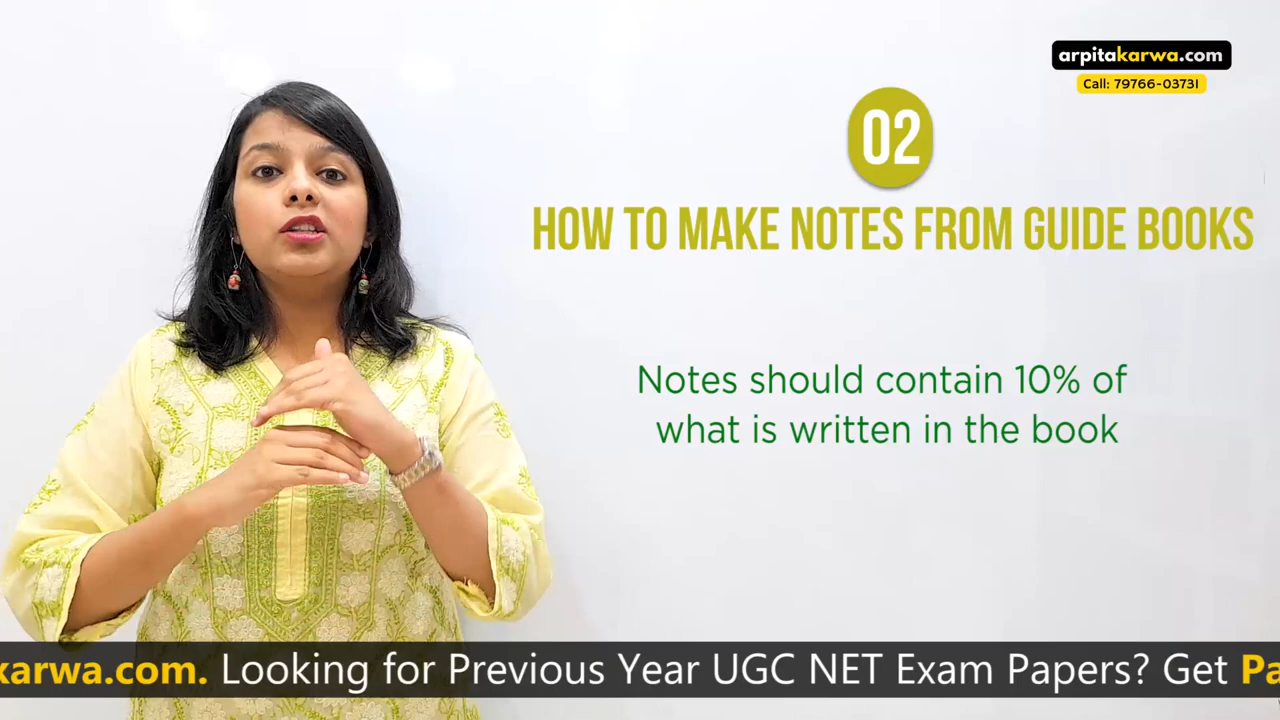 arpitakarwa.com
Call: 79766-03731
02
HOW TO MAKE NOTES FROM GUIDE BOOKS
Notes should contain 10% of
what is written in the book
karwa.com. Looking for Previous Year UGC NET Exam Papers? Get Pa